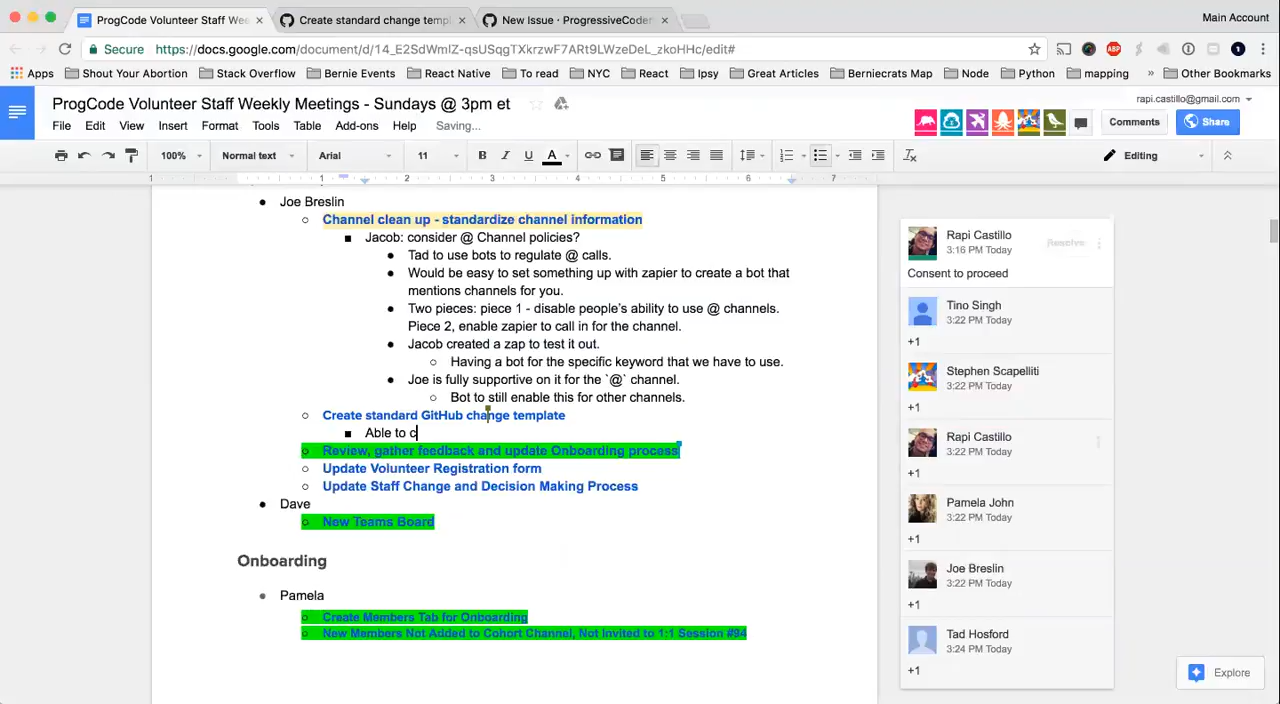 ProgCode Volunteer Staff Wee
Create standard change templ
New Issue · ProgressiveCoder
Main Account
Secure
https://docs.google.com/document/d/14_E2SdWmIZ-qsUSqgTXkrzwF7ARt9LWzeDeL_zkoHHc/edit#
Apps Shout Your Abortion Stack Overflow Bernie Events React Native To read NYC React Ipsy Great Articles Berniecrats Map Node Python mapping » Other Bookmarks
ProgCode Volunteer Staff Weekly Meetings - Sundays @ 3pm et
rapi.castillo@gmail.com
File Edit View Insert Format Tools Table Add-ons Help Saving...
Comments
Share
100% Normal text Arial 11 B I U A Editing
1 1 2 3 4 5 6 7
Joe Breslin
Channel clean up - standardize channel information
Jacob: consider @ Channel policies?
Tad to use bots to regulate @ calls.
Would be easy to set something up with zapier to create a bot that
mentions channels for you.
Two pieces: piece 1 - disable people's ability to use @ channels.
Piece 2, enable zapier to call in for the channel.
Jacob created a zap to test it out.
Having a bot for the specific keyword that we have to use.
Joe is fully supportive on it for the `@` channel.
Bot to still enable this for other channels.
Create standard GitHub change template
Able to c
Review, gather feedback and update Onboarding process
Update Volunteer Registration form
Update Staff Change and Decision Making Process
Dave
New Teams Board
Onboarding
Pamela
Create Members Tab for Onboarding
New Members Not Added to Cohort Channel, Not Invited to 1:1 Session #94
Rapi Castillo
3:16 PM Today
Resolve
Consent to proceed
Tino Singh
3:22 PM Today
+1
Stephen Scapelliti
3:22 PM Today
+1
Rapi Castillo
3:22 PM Today
+1
Pamela John
3:22 PM Today
+1
Joe Breslin
3:22 PM Today
+1
Tad Hosford
3:24 PM Today
+1
Explore